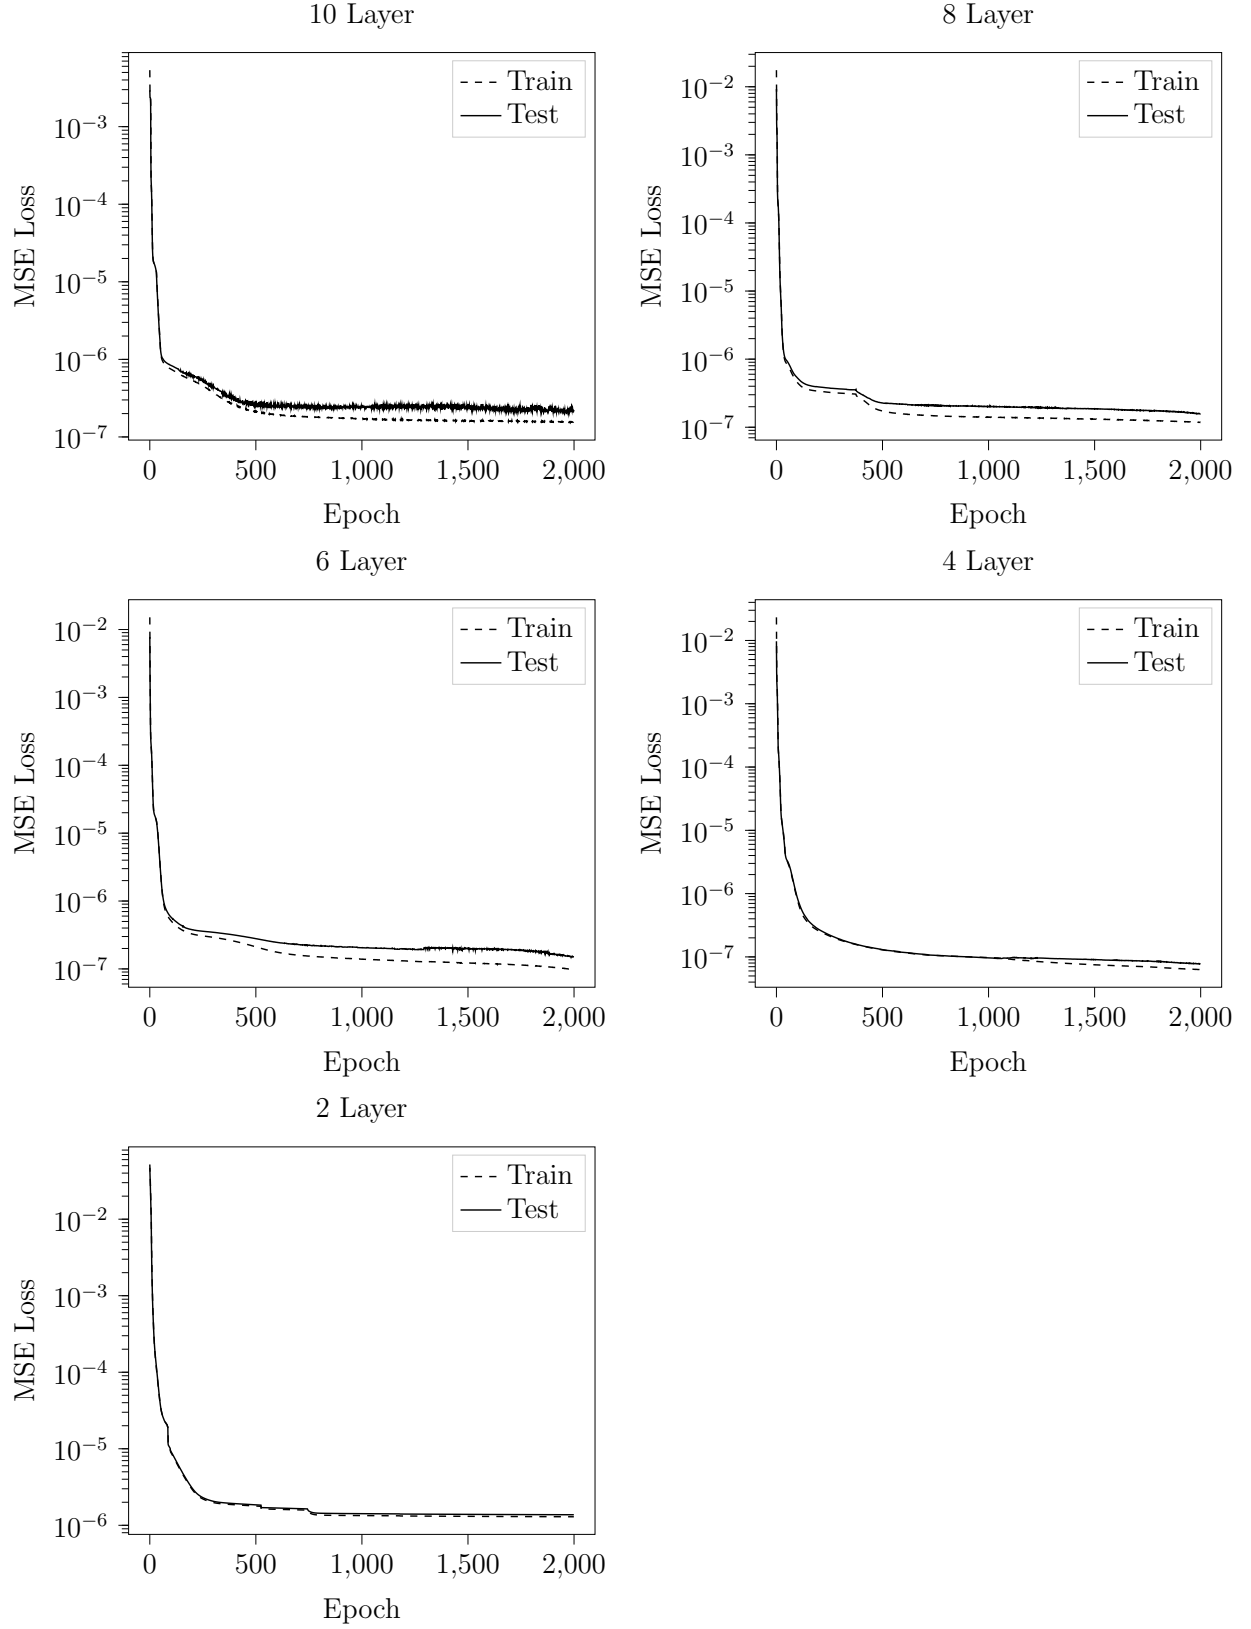 10 Layer
8 Layer
Train
Test
10^−3
10^−4
10^−5
10^−6
10^−7
MSE Loss
0 500 1,000 1,500 2,000
Epoch
Train
Test
10^−2
10^−3
10^−4
10^−5
10^−6
10^−7
MSE Loss
0 500 1,000 1,500 2,000
Epoch
6 Layer
4 Layer
Train
Test
10^−2
10^−3
10^−4
10^−5
10^−6
10^−7
MSE Loss
0 500 1,000 1,500 2,000
Epoch
Train
Test
10^−2
10^−3
10^−4
10^−5
10^−6
10^−7
MSE Loss
0 500 1,000 1,500 2,000
Epoch
2 Layer
Train
Test
10^−2
10^−3
10^−4
10^−5
10^−6
MSE Loss
0 500 1,000 1,500 2,000
Epoch